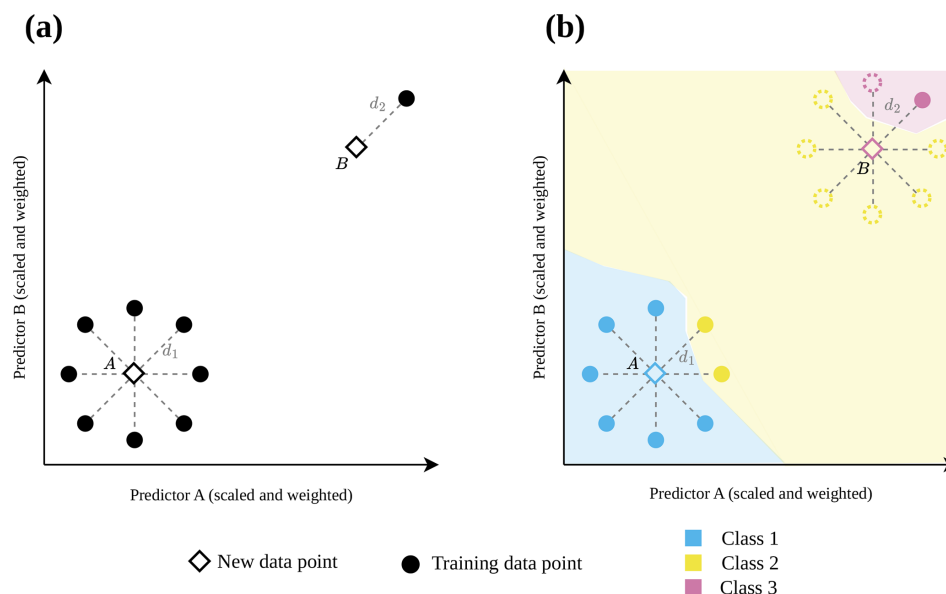 (a)
(b)
d2
B
Predictor B (scaled and weighted)
A
d1
Predictor A (scaled and weighted)
d2
B
Predictor B (scaled and weighted)
A
d1
Predictor A (scaled and weighted)
New data point
Training data point
Class 1
Class 2
Class 3